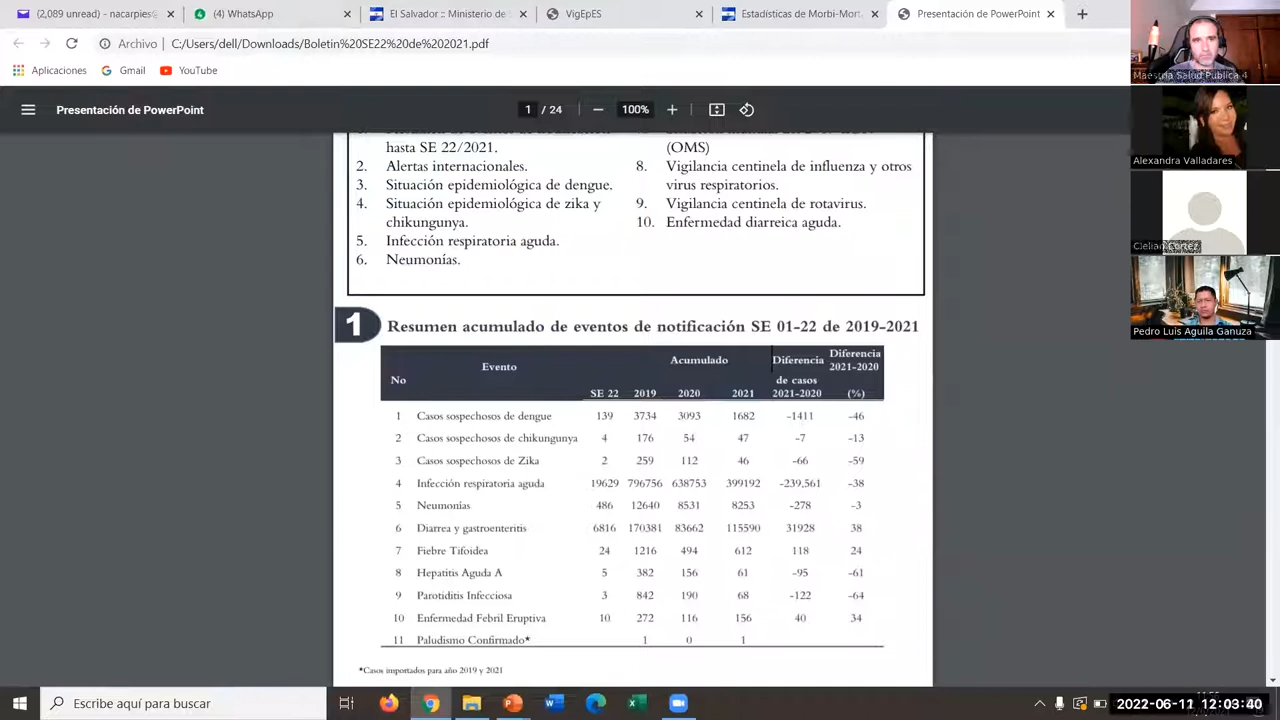 (2,089 unread) acarpies@
(4) WhatsApp
El Salvador :: Ministerio de
VigEpES
Estadísticas de Morbi-Mort
Presentación de PowerPoint
Archivo
C:/Users/dell/Downloads/Boletin%20SE22%20de%202021.pdf
Aplicaciones
Gmail
YouTube
Presentación de PowerPoint
1 / 24
100%
hasta SE 22/2021.
2. Alertas internacionales.
3. Situación epidemiológica de dengue.
4. Situación epidemiológica de zika y
chikungunya.
5. Infección respiratoria aguda.
6. Neumonías.
(OMS)
8. Vigilancia centinela de influenza y otros
virus respiratorios.
9. Vigilancia centinela de rotavirus.
10. Enfermedad diarreica aguda.
1 Resumen acumulado de eventos de notificación SE 01-22 de 2019-2021
No Evento SE 22 Acumulado 2019 2020 2021 Diferencia de casos 2021-2020 Diferencia 2021-2020 (%)
1 Casos sospechosos de dengue 139 3734 3093 1682 -1411 -46
2 Casos sospechosos de chikungunya 4 176 54 47 -7 -13
3 Casos sospechosos de Zika 2 259 112 46 -66 -59
4 Infección respiratoria aguda 19629 796756 638753 399192 -239,561 -38
5 Neumonías 486 12640 8531 8253 -278 -3
6 Diarrea y gastroenteritis 6816 170381 83662 115590 31928 38
7 Fiebre Tifoidea 24 1216 494 612 118 24
8 Hepatitis Aguda A 5 382 156 61 -95 -61
9 Parotiditis Infecciosa 3 842 190 68 -122 -64
10 Enfermedad Febril Eruptiva 10 272 116 156 40 34
11 Paludismo Confirmado* 1 0 1
*Casos importados para año 2019 y 2021
Maestria Salud Publica 4
Alexandra Valladares
Clelian Cortez
Pedro Luis Aguila Ganuza
Escribe aquí para buscar
2022-06-11 12:03:40